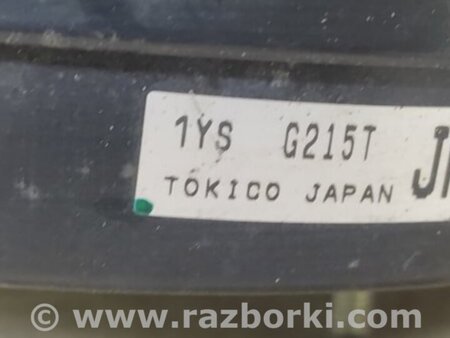 1YS G215T
TOKICO JAPAN
© www.razborki.com